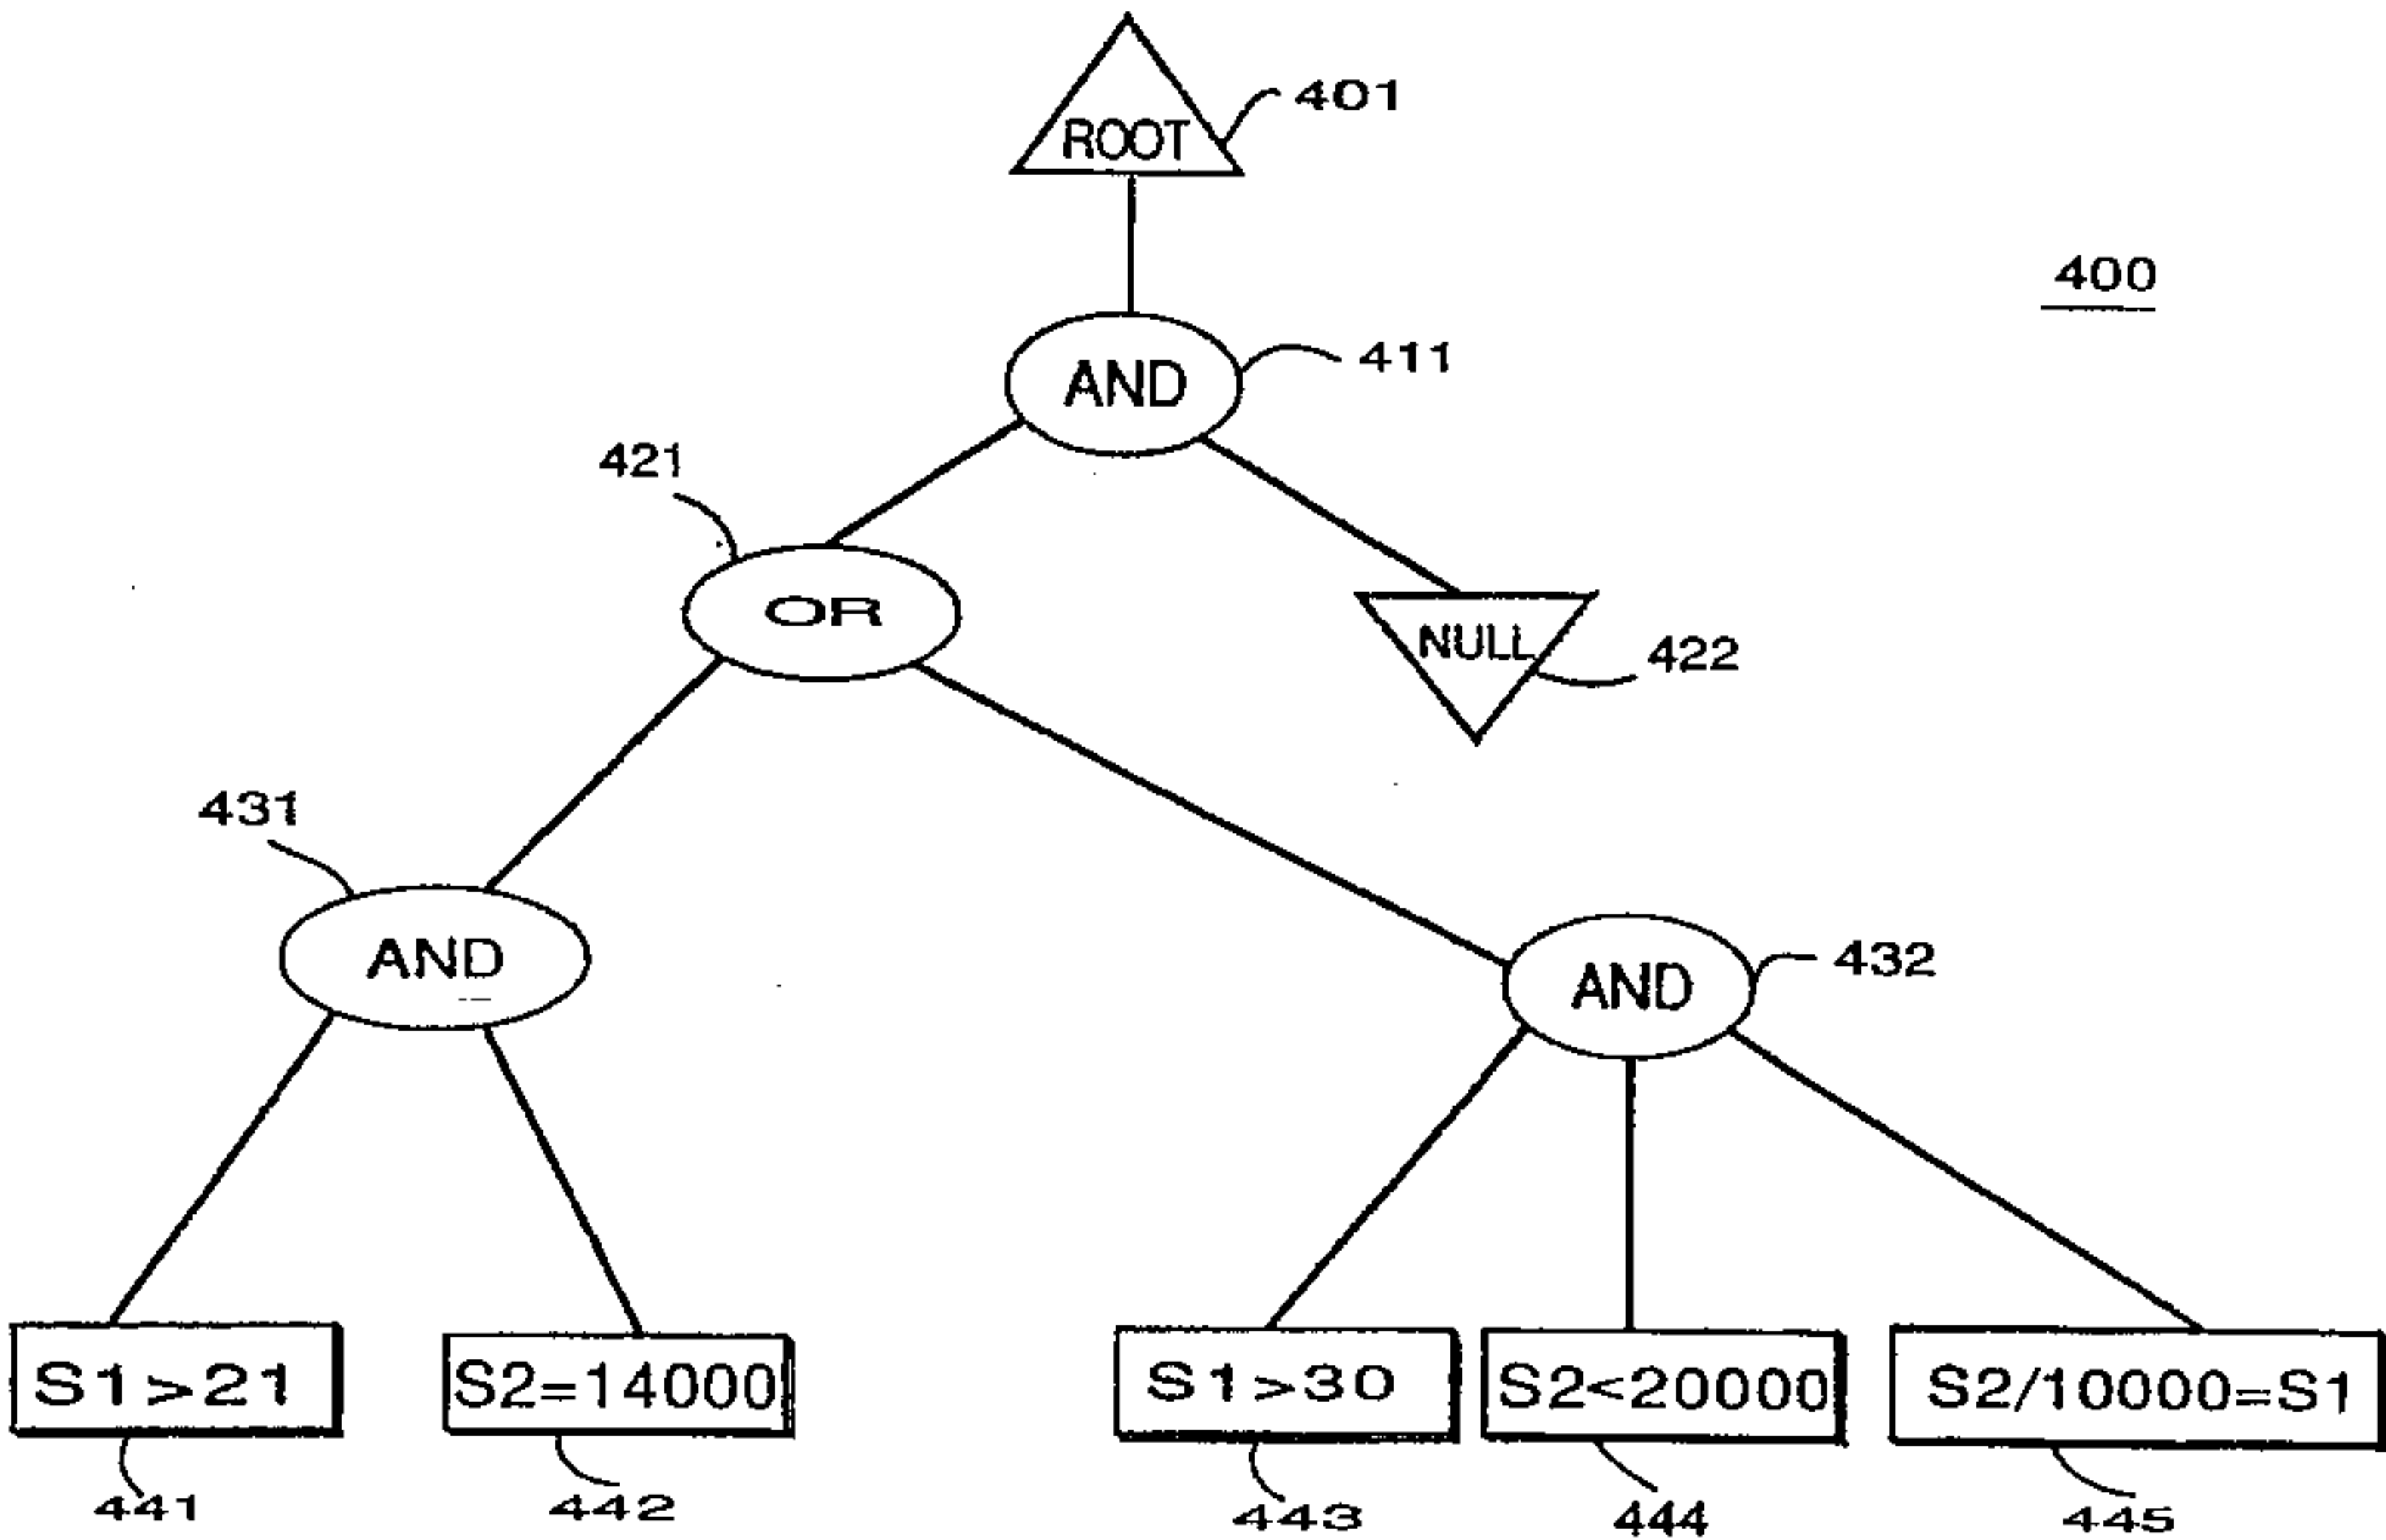 401
ROOT
400
411
AND
421
OR
NULL
422
431
AND
432
AND
S1>21
S2=14000
S1>30
S2<20000
S2/10000=S1
441
442
443
444
445